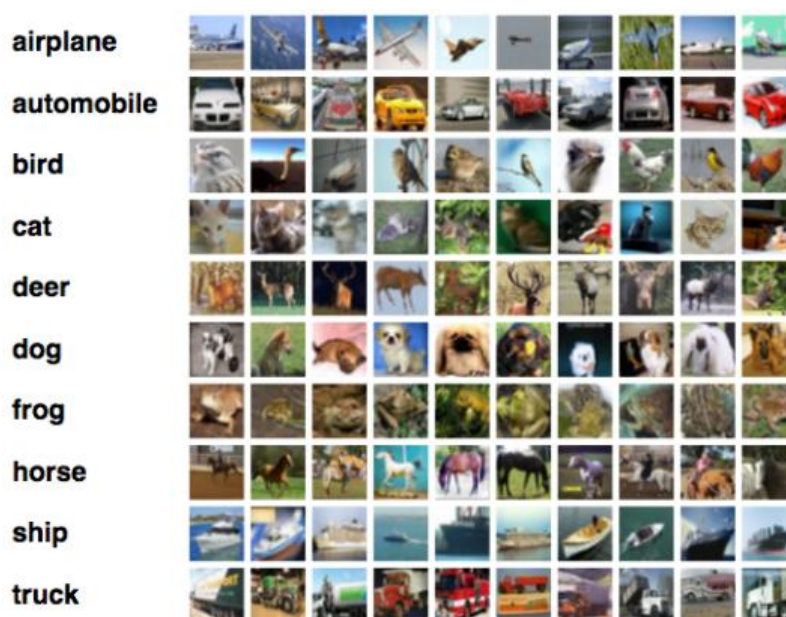 airplane
automobile
bird
cat
deer
dog
frog
horse
ship
truck